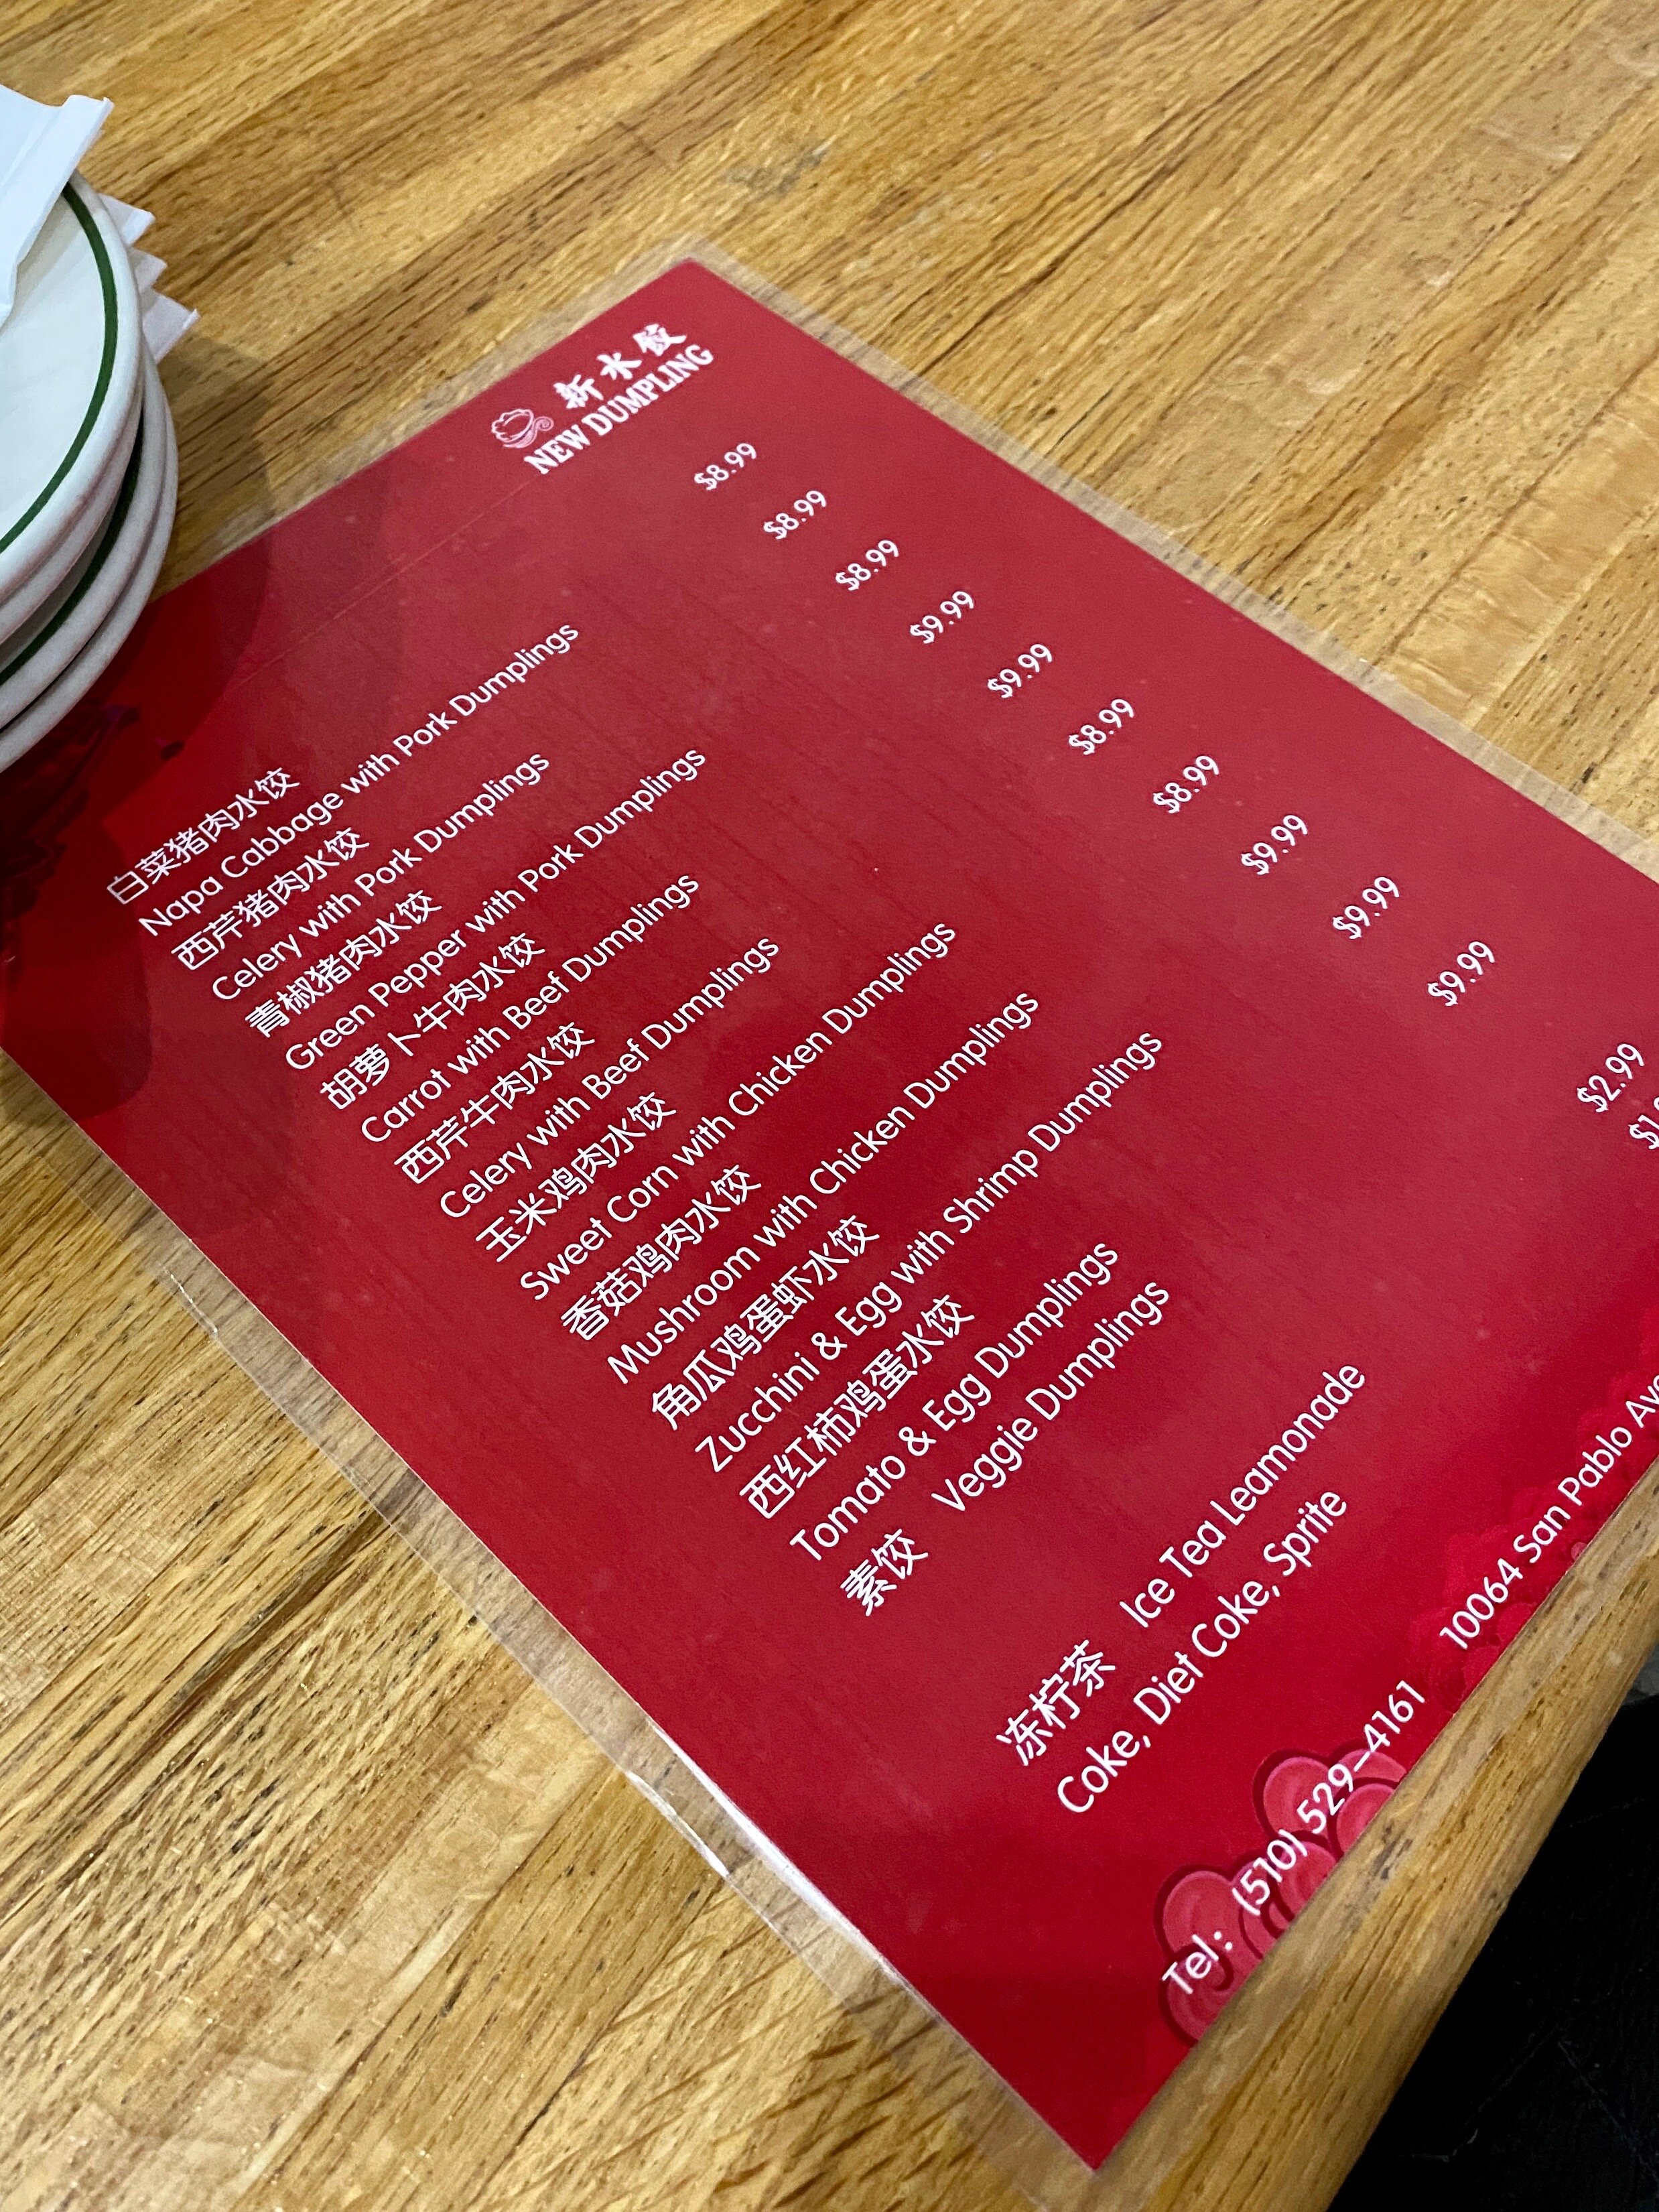 新水饺
NEW DUMPLING
白菜猪肉水饺 $8.99
Napa Cabbage with Pork Dumplings
西芹猪肉水饺 $8.99
Celery with Pork Dumplings
青椒猪肉水饺 $8.99
Green Pepper with Pork Dumplings
胡萝卜牛肉水饺 $9.99
Carrot with Beef Dumplings
西芹牛肉水饺 $9.99
Celery with Beef Dumplings
玉米鸡肉水饺 $8.99
Sweet Corn with Chicken Dumplings
香菇鸡肉水饺 $8.99
Mushroom with Chicken Dumplings
角瓜鸡蛋虾水饺 $9.99
Zucchini & Egg with Shrimp Dumplings
西红柿鸡蛋水饺 $9.99
Tomato & Egg Dumplings
素饺 Veggie Dumplings $9.99
冻柠茶 Ice Tea Leamonade $2.99
Coke, Diet Coke, Sprite
Tel: (510) 529-4161 10064 San Pablo Ave